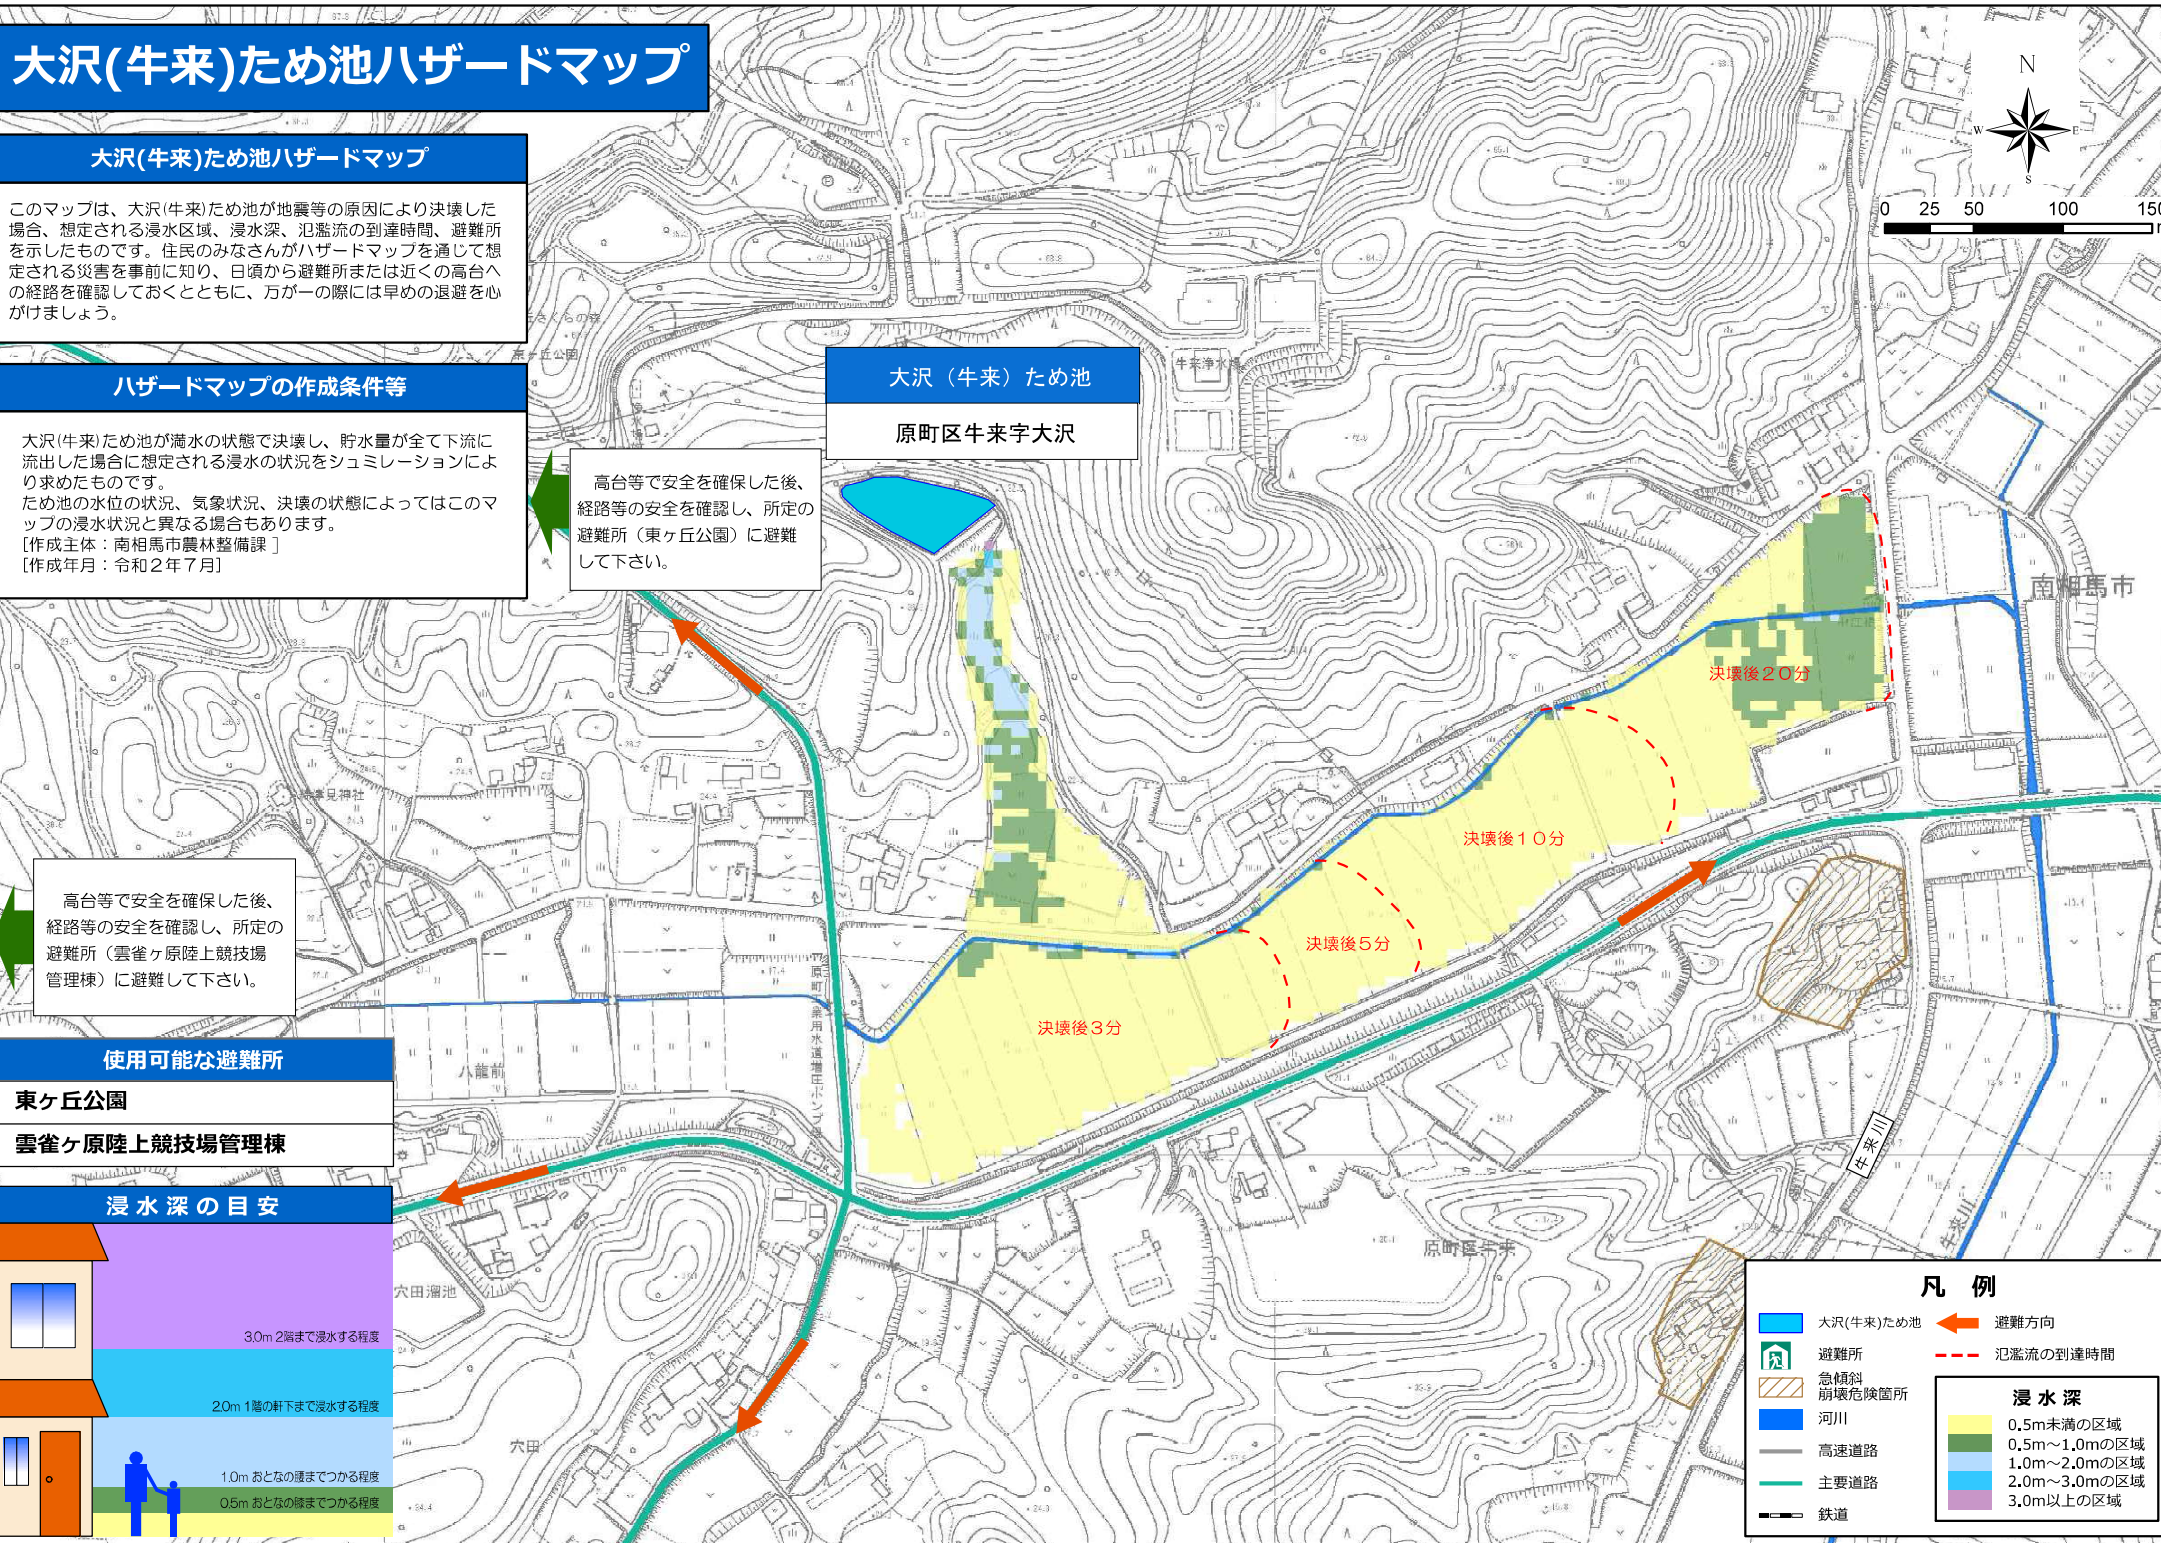 大沢(牛来)ため池ハザードマップ
大沢(牛来)ため池ハザードマップ
このマップは、大沢(牛来)ため池が地震等の原因により決壊した
場合、想定される浸水区域、浸水深、氾濫流の到達時間、避難所
を示したものです。住民のみなさんがハザードマップを通じて想
定される災害を事前に知り、日頃から避難所または近くの高台へ
の経路を確認しておくとともに、万が一の際には早めの退避を心
がけましょう。
ハザードマップの作成条件等
大沢(牛来)ため池が満水の状態で決壊し、貯水量が全て下流に
流出した場合に想定される浸水の状況をシュミレーションによ
り求めたものです。
ため池の水位の状況、気象状況、決壊の状態によってはこのマ
ップの浸水状況と異なる場合もあります。
[作成主体：南相馬市農林整備課 ]
[作成年月：令和２年７月]
高台等で安全を確保した後、
経路等の安全を確認し、所定の
避難所（東ヶ丘公園）に避難
して下さい。
大沢（牛来）ため池
原町区牛来字大沢
N
W
E
S
0 25 50 100 150
東ヶ丘公園
牛来浄水場
南相馬市
決壊後２０分
決壊後１０分
決壊後５分
決壊後３分
高台等で安全を確保した後、
経路等の安全を確認し、所定の
避難所（雲雀ヶ原陸上競技場
管理棟）に避難して下さい。
使用可能な避難所
東ヶ丘公園
雲雀ヶ原陸上競技場管理棟
八龍前
穴田溜池
穴田
原町区牛来
牛来川
牛来川
浸水深の目安
3.0m 2階まで浸水する程度
2.0m 1階の軒下まで浸水する程度
1.0m おとなの腰までつかる程度
0.5m おとなの膝までつかる程度
凡 例
大沢(牛来)ため池
避難方向
避難所
氾濫流の到達時間
急傾斜
崩壊危険箇所
河川
高速道路
主要道路
鉄道
浸水深
0.5m未満の区域
0.5m～1.0mの区域
1.0m～2.0mの区域
2.0m～3.0mの区域
3.0m以上の区域